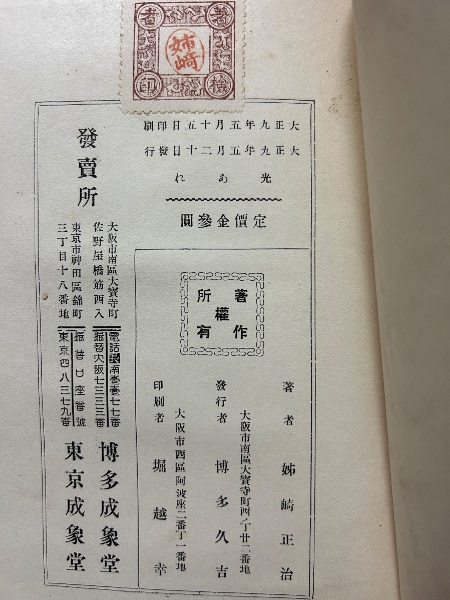 著者檢印
姉崎
大正九年五月十五日印刷
大正九年五月二十日發行
光あれ
定價金參圓
著作
權
所有
著者 姉崎正治
大阪市南區大寶寺町西ノ丁廿二番地
發行者 博多久吉
大阪市西區阿波座二番丁一番地
印刷者 堀越幸
發賣所
大阪市南區大寶寺町
佐野屋橋筋西入
電話南壹壹七七番
振替大阪七三三三番
博多成象堂
東京市神田區錦町
三丁目十八番地
振替口座番號
東京四八三七九番
東京成象堂